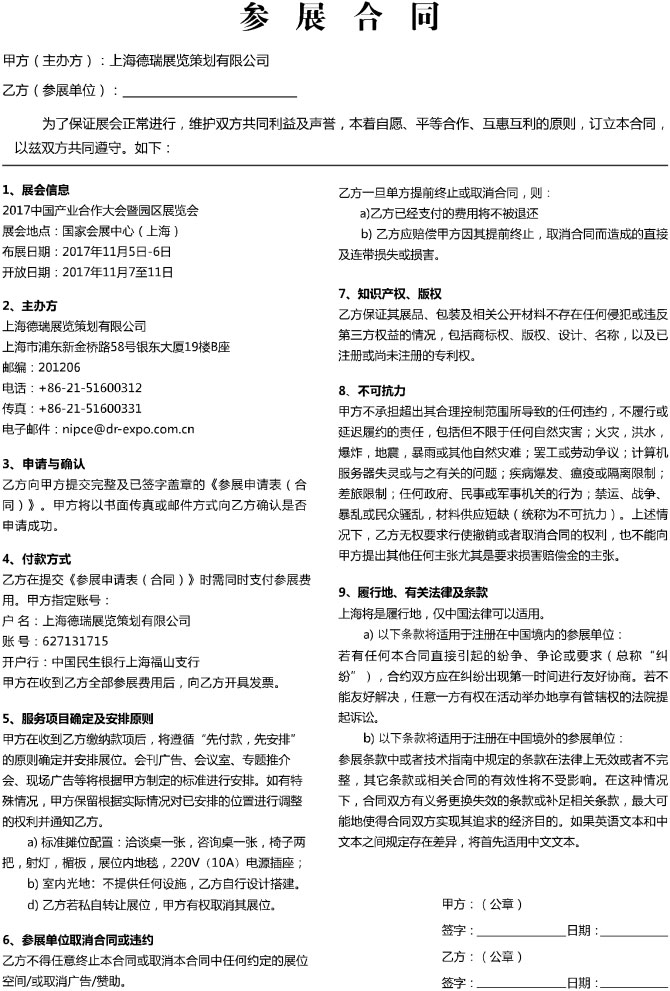 参 展 合 同
甲方（主办方）：上海德瑞展览策划有限公司
乙方（参展单位）：
为了保证展会正常进行，维护双方共同利益及声誉，本着自愿、平等合作、互惠互利的原则，订立本合同，
以兹双方共同遵守。如下：
1、展会信息
2017中国产业合作大会暨园区展览会
展会地点：国家会展中心（上海）
布展日期：2017年11月5日-6日
开放日期：2017年11月7至11日
2、主办方
上海德瑞展览策划有限公司
上海市浦东新金桥路58号银东大厦19楼B座
邮编：201206
电话：+86-21-51600312
传真：+86-21-51600331
电子邮件：nipce@dr-expo.com.cn
3、申请与确认
乙方向甲方提交完整及已签字盖章的《参展申请表（合
同）》。甲方将以书面传真或邮件方式向乙方确认是否
申请成功。
4、付款方式
乙方在提交《参展申请表（合同）》时需同时支付参展费
用。甲方指定账号：
户 名：上海德瑞展览策划有限公司
账 号：627131715
开户行：中国民生银行上海福山支行
甲方在收到乙方全部参展费用后，向乙方开具发票。
5、服务项目确定及安排原则
甲方在收到乙方缴纳款项后，将遵循“先付款，先安排”
的原则确定并安排展位。会刊广告、会议室、专题推介
会、现场广告等将根据甲方制定的标准进行安排。如有特
殊情况，甲方保留根据实际情况对已安排的位置进行调整
的权利并通知乙方。
a) 标准摊位配置：洽谈桌一张，咨询桌一张，椅子两
把，射灯，楣板，展位内地毯，220V（10A）电源插座；
b) 室内光地：不提供任何设施，乙方自行设计搭建。
d) 乙方若私自转让展位，甲方有权取消其展位。
6、参展单位取消合同或违约
乙方不得任意终止本合同或取消本合同中任何约定的展位
空间/或取消广告/赞助。
乙方一旦单方提前终止或取消合同，则：
a)乙方已经支付的费用将不被退还
b) 乙方应赔偿甲方因其提前终止，取消合同而造成的直接
及连带损失或损害。
7、知识产权、版权
乙方保证其展品、包装及相关公开材料不存在任何侵犯或违反
第三方权益的情况，包括商标权、版权、设计、名称，以及已
注册或尚未注册的专利权。
8、不可抗力
甲方不承担超出其合理控制范围所导致的任何违约，不履行或
延迟履约的责任，包括但不限于任何自然灾害；火灾，洪水，
爆炸，地震，暴雨或其他自然灾难；罢工或劳动争议；计算机
服务器失灵或与之有关的问题；疾病爆发、瘟疫或隔离限制；
差旅限制；任何政府、民事或军事机关的行为；禁运、战争、
暴乱或民众骚乱，材料供应短缺（统称为不可抗力）。上述情
况下，乙方无权要求行使撤销或者取消合同的权利，也不能向
甲方提出其他任何主张尤其是要求损害赔偿金的主张。
9、履行地、有关法律及条款
上海将是履行地，仅中国法律可以适用。
a) 以下条款将适用于注册在中国境内的参展单位：
若有任何本合同直接引起的纷争、争论或要求（总称“纠
纷”），合约双方应在纠纷出现第一时间进行友好协商。若不
能友好解决，任意一方有权在活动举办地享有管辖权的法院提
起诉讼。
b) 以下条款将适用于注册在中国境外的参展单位：
参展条款中或者技术指南中规定的条款在法律上无效或者不完
整，其它条款或相关合同的有效性将不受影响。在这种情况
下，合同双方有义务更换失效的条款或补足相关条款，最大可
能地使得合同双方实现其追求的经济目的。如果英语文本和中
文本之间规定存在差异，将首先适用中文文本。
甲方：（公章）
签字：日期：
乙方：（公章）
签字：日期：